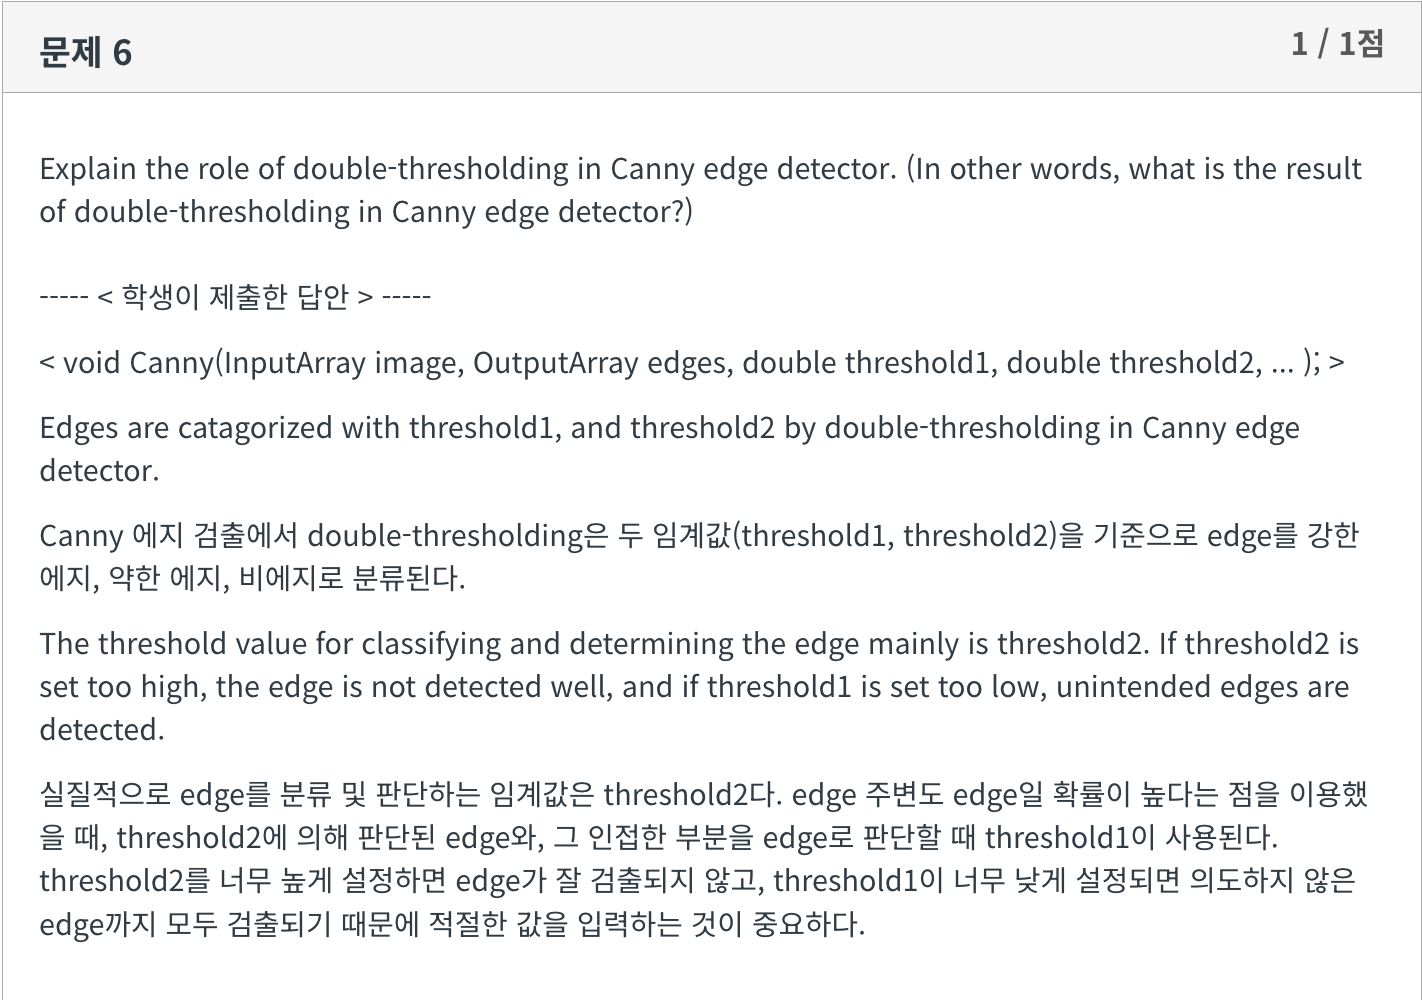 문제 6
1 / 1점
Explain the role of double-thresholding in Canny edge detector. (In other words, what is the result
of double-thresholding in Canny edge detector?)
----- < 학생이 제출한 답안 > -----
< void Canny(InputArray image, OutputArray edges, double threshold1, double threshold2, ... ); >
Edges are catagorized with threshold1, and threshold2 by double-thresholding in Canny edge
detector.
Canny 에지 검출에서 double-thresholding은 두 임계값(threshold1, threshold2)을 기준으로 edge를 강한
에지, 약한 에지, 비에지로 분류된다.
The threshold value for classifying and determining the edge mainly is threshold2. If threshold2 is
set too high, the edge is not detected well, and if threshold1 is set too low, unintended edges are
detected.
실질적으로 edge를 분류 및 판단하는 임계값은 threshold2다. edge 주변도 edge일 확률이 높다는 점을 이용했
을 때, threshold2에 의해 판단된 edge와, 그 인접한 부분을 edge로 판단할 때 threshold1이 사용된다.
threshold2를 너무 높게 설정하면 edge가 잘 검출되지 않고, threshold1이 너무 낮게 설정되면 의도하지 않은
edge까지 모두 검출되기 때문에 적절한 값을 입력하는 것이 중요하다.